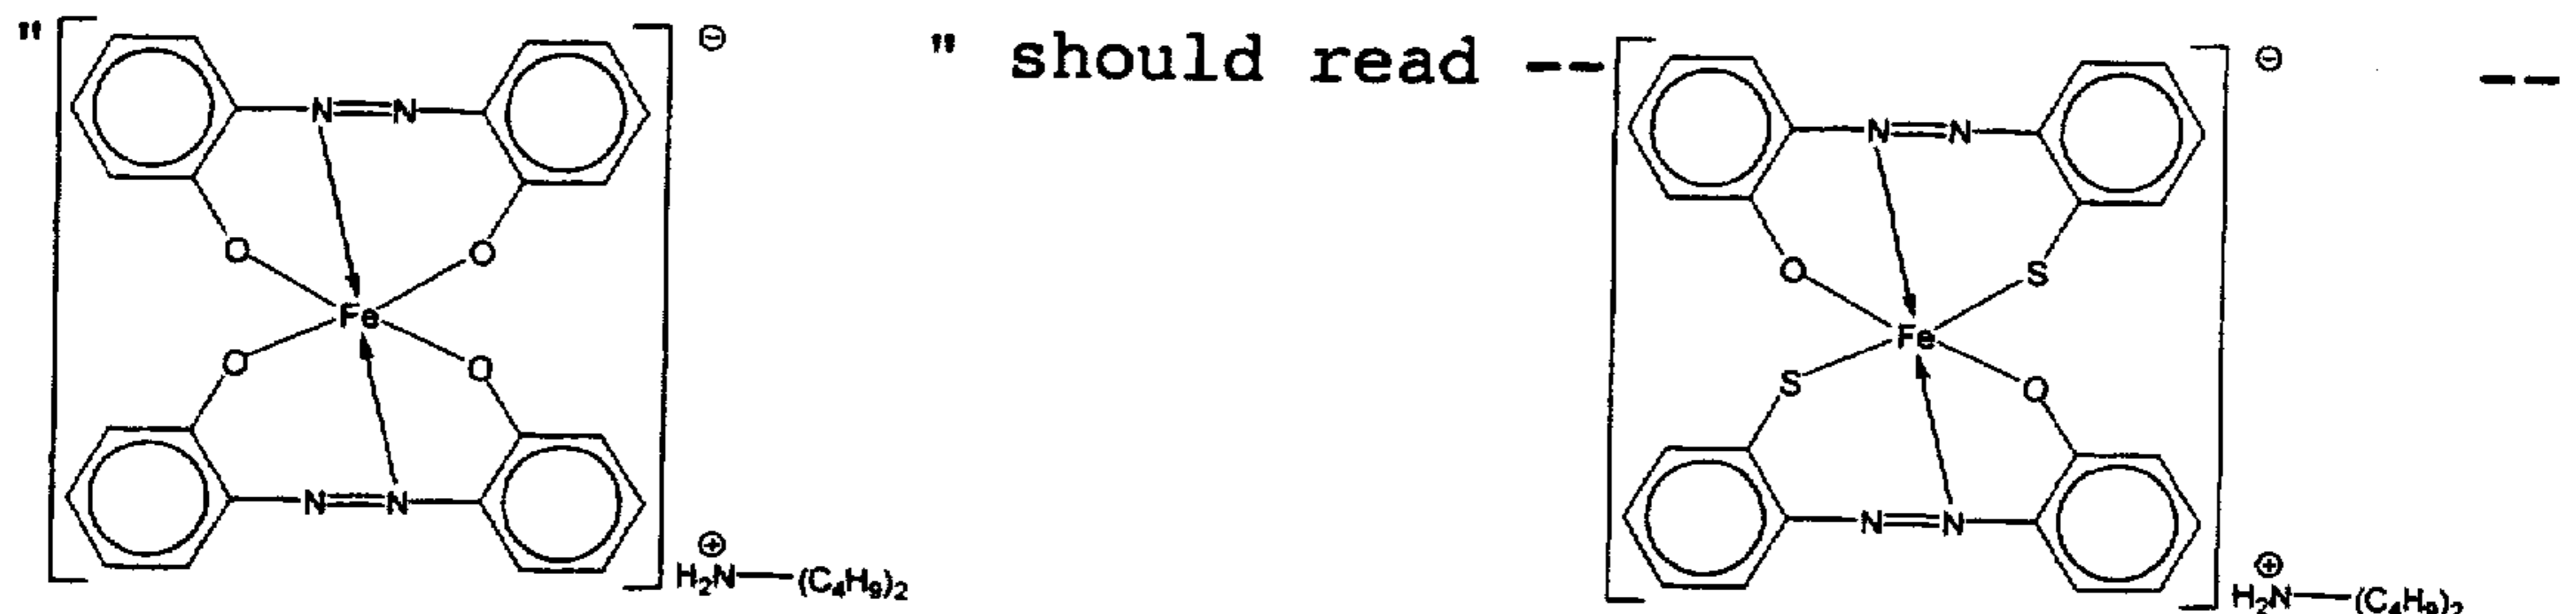 " ⊖ " should read -- ⊖ --
N=N N=N
O O O S
Fe Fe
O O S O
N=N N=N
⊕ ⊕
H2N—(C4H9)2 H2N—(C4H9)2